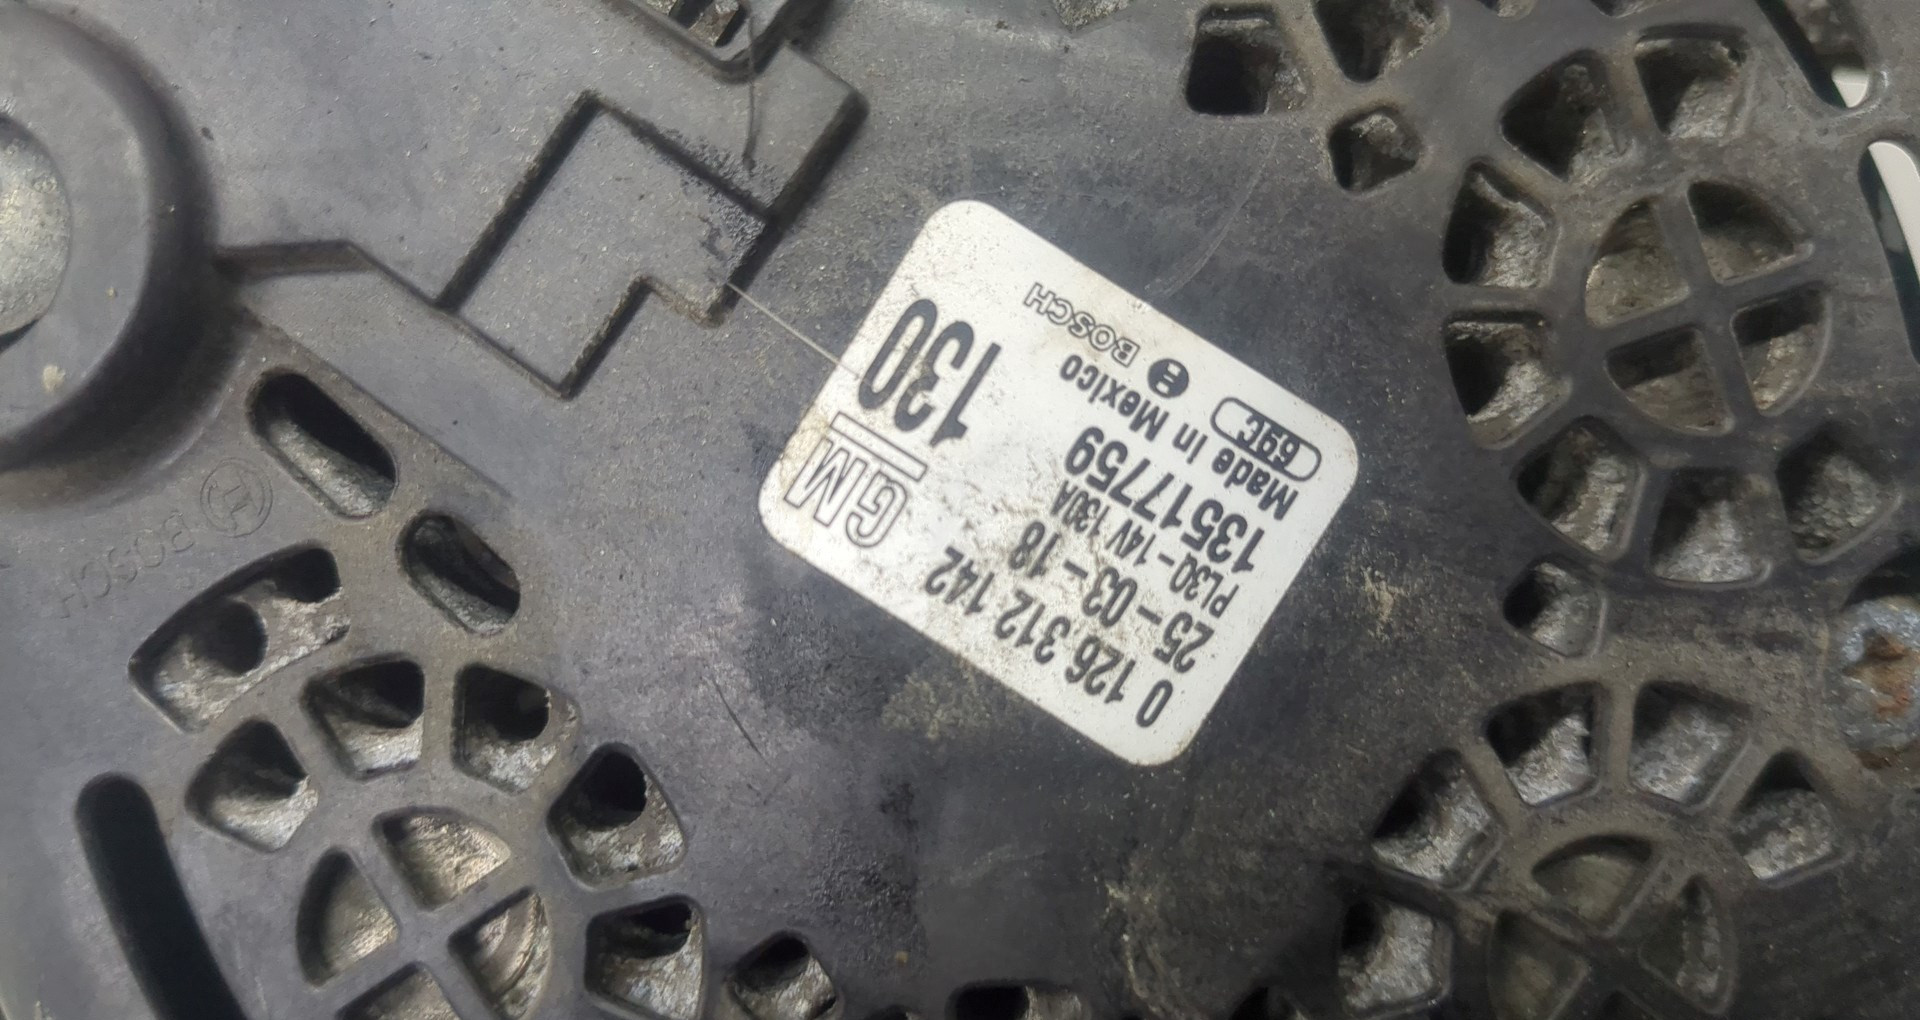 0 126 312 142
25-03-18
PL30-14V 130A
13517759
Made in Mexico
69C
GM
130
BOSCH
BOSCH